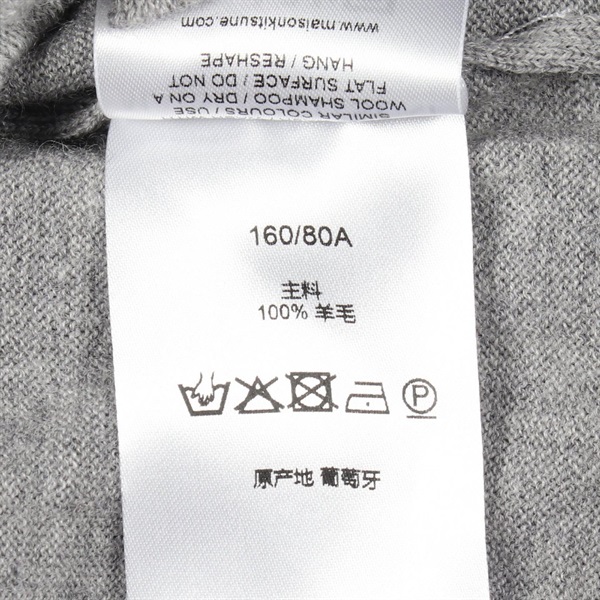 SIMILAR COLOURS / USE
WOOL SHAMPOO / DRY ON A
FLAT SURFACE / DO NOT
HANG / RESHAPE
www.maisonkitsune.com
160/80A
主料
100% 羊毛
P
原产地 葡萄牙